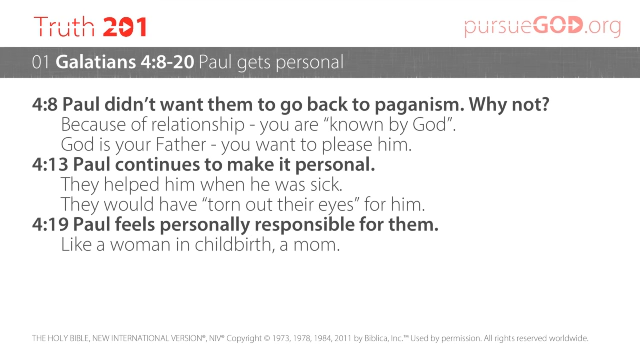 Truth 201
pursueGOD.org
01 Galatians 4:8-20 Paul gets personal
4:8 Paul didn't want them to go back to paganism. Why not?
Because of relationship - you are "known by God".
God is your Father - you want to please him.
4:13 Paul continues to make it personal.
They helped him when he was sick.
They would have "torn out their eyes" for him.
4:19 Paul feels personally responsible for them.
Like a woman in childbirth, a mom.
THE HOLY BIBLE, NEW INTERNATIONAL VERSION®, NIV® Copyright © 1973, 1978, 1984, 2011 by Biblica, Inc.™ Used by permission. All rights reserved worldwide.